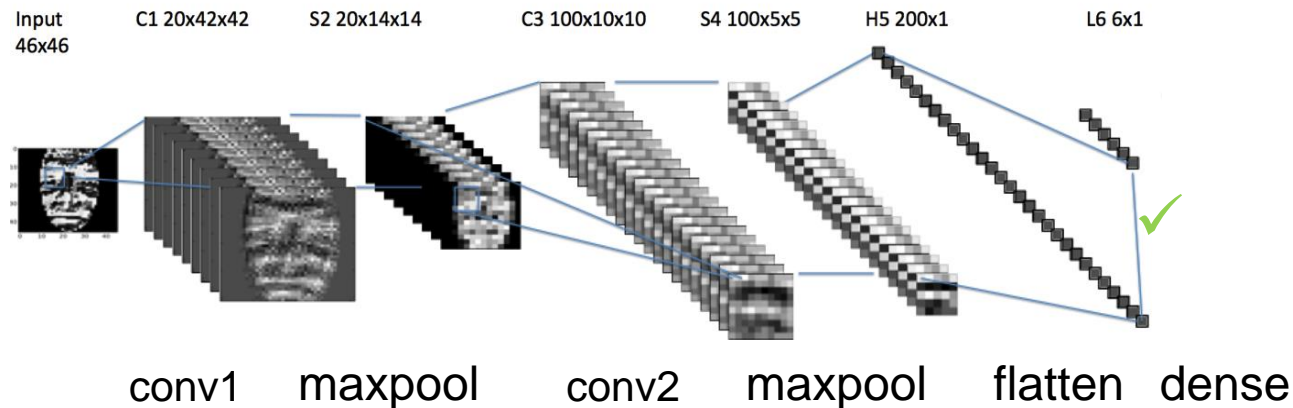 Input C1 20x42x42 S2 20x14x14 C3 100x10x10 S4 100x5x5 H5 200x1 L6 6x1
46x46
conv1 maxpool conv2 maxpool flatten dense